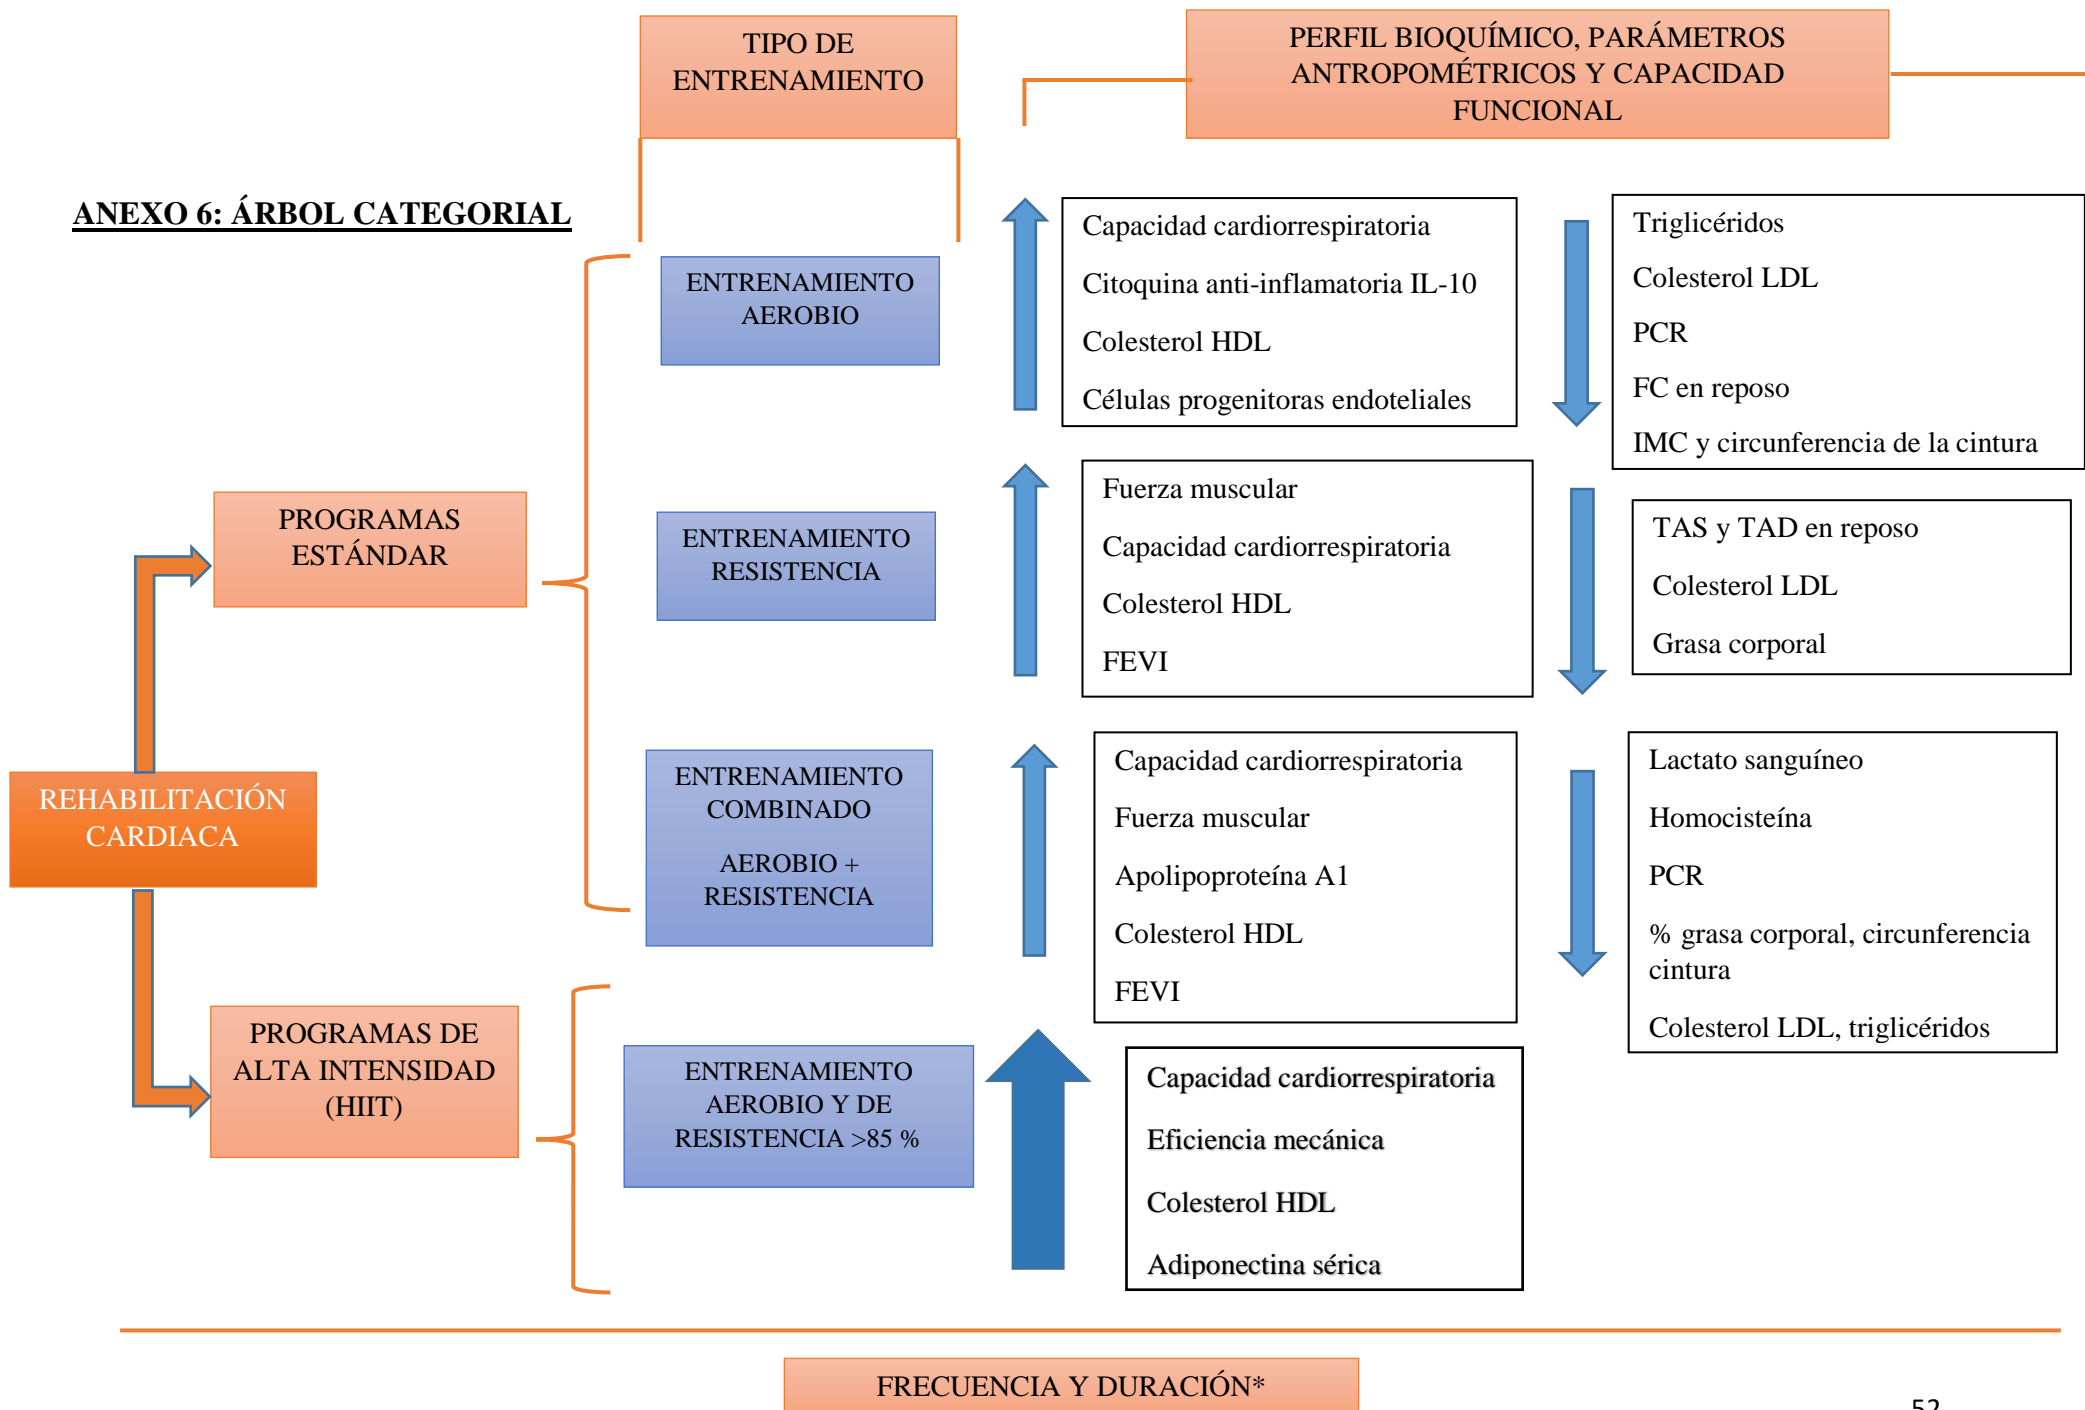 TIPO DE
ENTRENAMIENTO
PERFIL BIOQUÍMICO, PARÁMETROS
ANTROPOMÉTRICOS Y CAPACIDAD
FUNCIONAL
ANEXO 6: ÁRBOL CATEGORIAL
REHABILITACIÓN
CARDIACA
PROGRAMAS
ESTÁNDAR
ENTRENAMIENTO
AEROBIO
Capacidad cardiorrespiratoria
Citoquina anti-inflamatoria IL-10
Colesterol HDL
Células progenitoras endoteliales
Triglicéridos
Colesterol LDL
PCR
FC en reposo
IMC y circunferencia de la cintura
ENTRENAMIENTO
RESISTENCIA
Fuerza muscular
Capacidad cardiorrespiratoria
Colesterol HDL
FEVI
TAS y TAD en reposo
Colesterol LDL
Grasa corporal
ENTRENAMIENTO
COMBINADO
AEROBIO +
RESISTENCIA
Capacidad cardiorrespiratoria
Fuerza muscular
Apolipoproteína A1
Colesterol HDL
FEVI
Lactato sanguíneo
Homocisteína
PCR
% grasa corporal, circunferencia
cintura
Colesterol LDL, triglicéridos
PROGRAMAS DE
ALTA INTENSIDAD
(HIIT)
ENTRENAMIENTO
AEROBIO Y DE
RESISTENCIA >85 %
Capacidad cardiorrespiratoria
Eficiencia mecánica
Colesterol HDL
Adiponectina sérica
FRECUENCIA Y DURACIÓN*
52